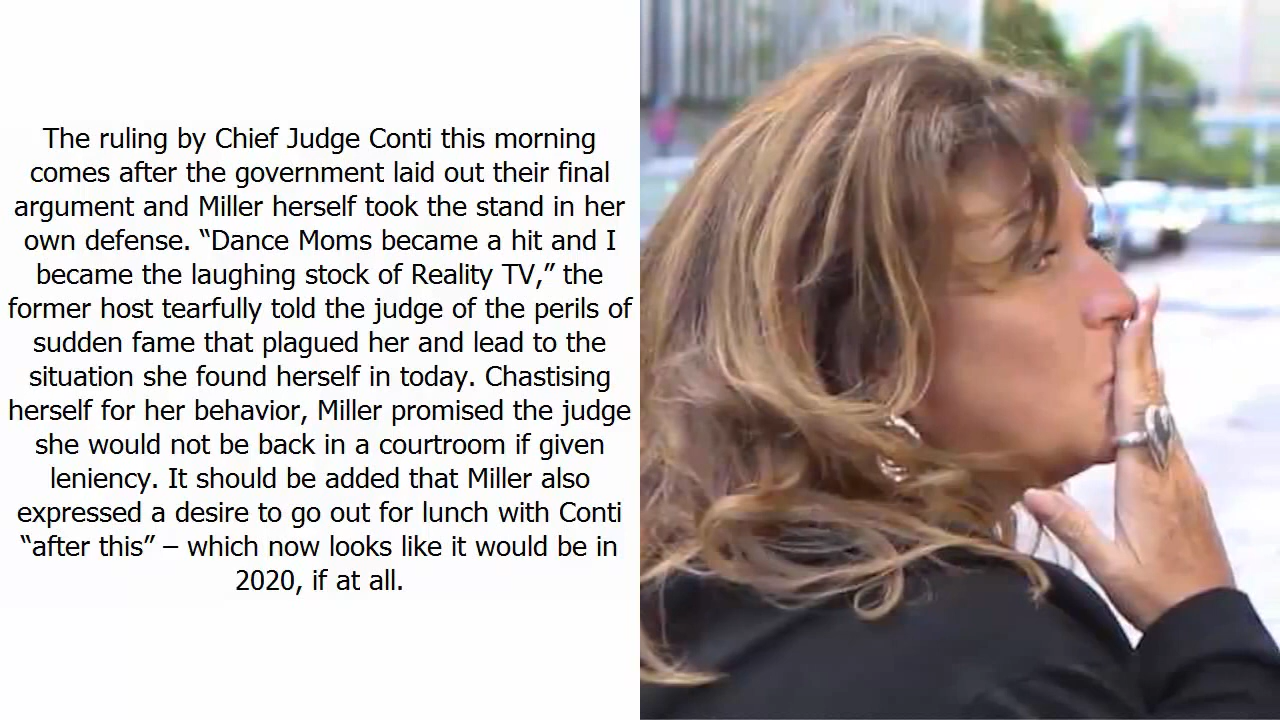 The ruling by Chief Judge Conti this morning
comes after the government laid out their final
argument and Miller herself took the stand in her
own defense. “Dance Moms became a hit and I
became the laughing stock of Reality TV,” the
former host tearfully told the judge of the perils of
sudden fame that plagued her and lead to the
situation she found herself in today. Chastising
herself for her behavior, Miller promised the judge
she would not be back in a courtroom if given
leniency. It should be added that Miller also
expressed a desire to go out for lunch with Conti
“after this” – which now looks like it would be in
2020, if at all.